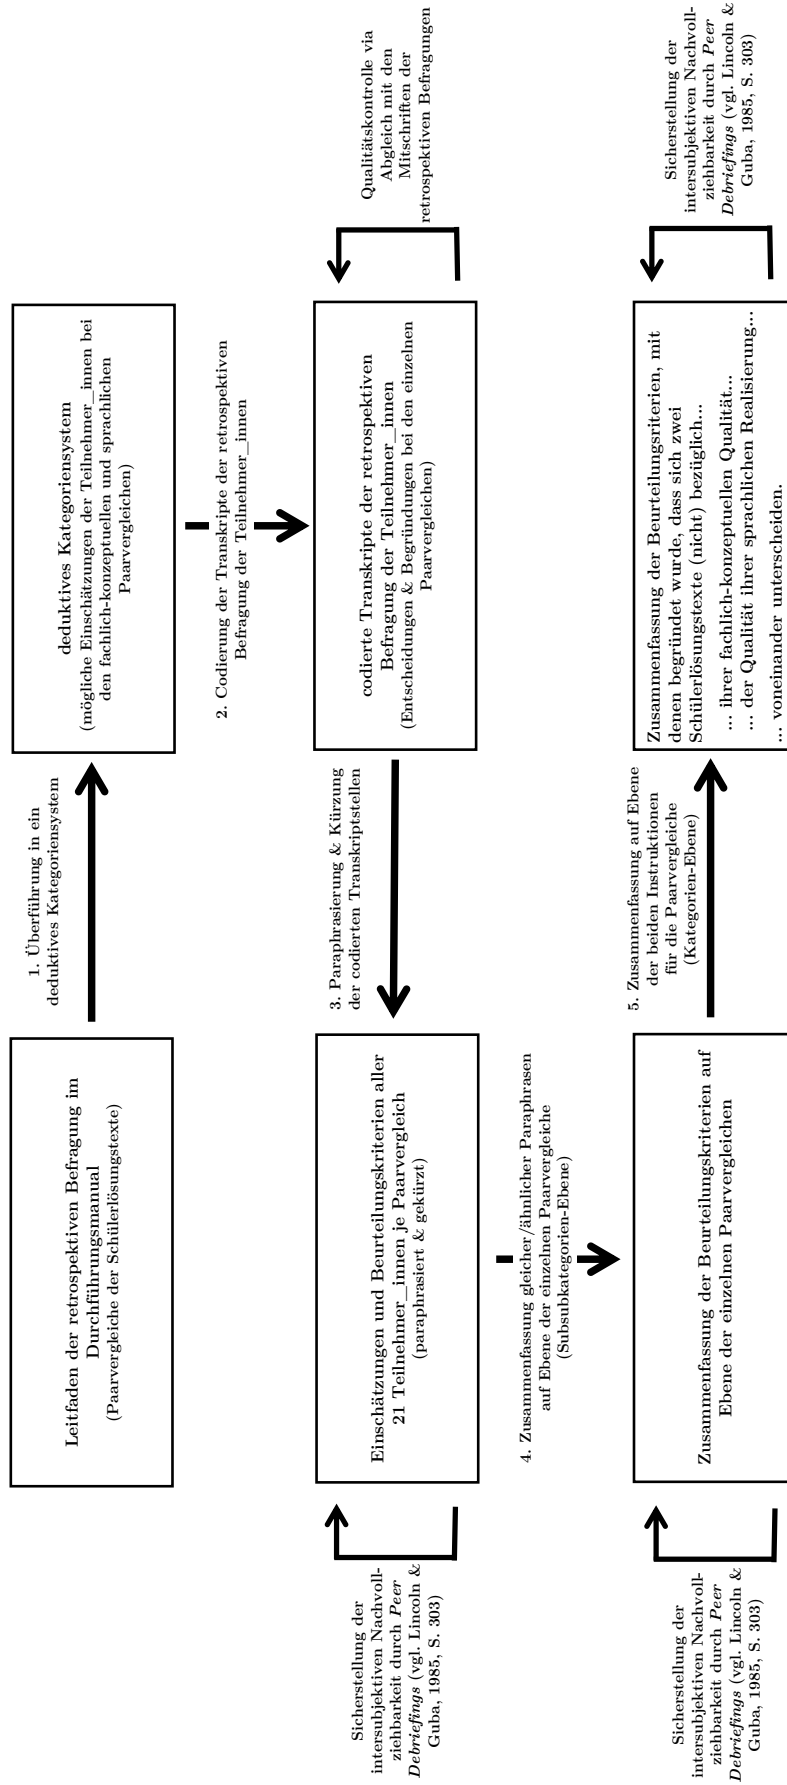 Leitfaden der retrospektiven Befragung im
Durchführungsmanual
(Paarvergleiche der Schülerlösungstexte)
1. Überführung in ein
deduktives Kategoriensystem
deduktives Kategoriensystem
(mögliche Einschätzungen der Teilnehmer_innen bei
den fachlich-konzeptuellen und sprachlichen
Paarvergleichen)
2. Codierung der Transkripte der retrospektiven
Befragung der Teilnehmer_innen
codierte Transkripte der retrospektiven
Befragung der Teilnehmer_innen
(Entscheidungen & Begründungen bei den einzelnen
Paarvergleichen)
Qualitätskontrolle via
Abgleich mit den
Mitschriften der
retrospektiven Befragungen
3. Paraphrasierung & Kürzung
der codierten Transkriptstellen
Einschätzungen und Beurteilungskriterien aller
21 Teilnehmer_innen je Paarvergleich
(paraphrasiert & gekürzt)
Sicherstellung der
intersubjektiven Nachvoll-
ziehbarkeit durch Peer
Debriefings (vgl. Lincoln &
Guba, 1985, S. 303)
4. Zusammenfassung gleicher/ähnlicher Paraphrasen
auf Ebene der einzelnen Paarvergleiche
(Subsubkategorien-Ebene)
Zusammenfassung der Beurteilungskriterien auf
Ebene der einzelnen Paarvergleichen
Sicherstellung der
intersubjektiven Nachvoll-
ziehbarkeit durch Peer
Debriefings (vgl. Lincoln &
Guba, 1985, S. 303)
5. Zusammenfassung auf Ebene
der beiden Instruktionen
für die Paarvergleiche
(Kategorien-Ebene)
Zusammenfassung der Beurteilungsriterien, mit
denen begründet wurde, dass sich zwei
Schülerlösungstexte (nicht) bezüglich...
... ihrer fachlich-konzeptuellen Qualität...
... der Qualität ihrer sprachlichen Realisierung...
... voneinander unterscheiden.
Sicherstellung der
intersubjektiven Nachvoll-
ziehbarkeit durch Peer
Debriefings (vgl. Lincoln &
Guba, 1985, S. 303)